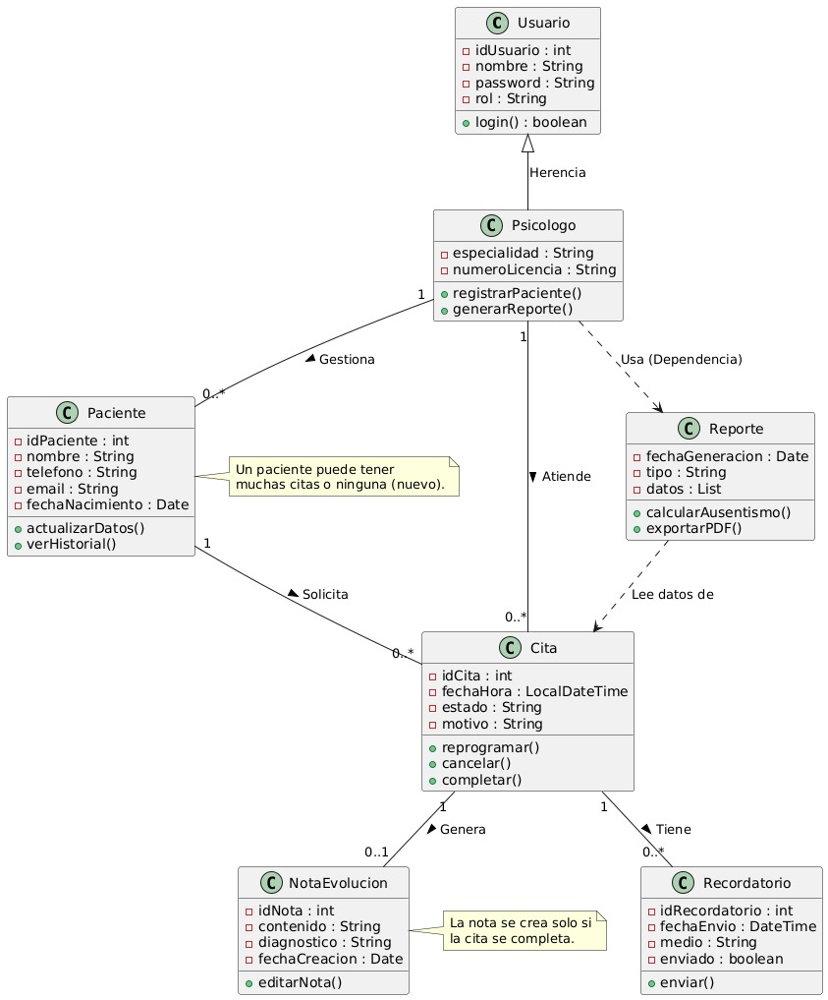 C Usuario
idUsuario : int
nombre : String
password : String
rol : String
login() : boolean
Herencia
C Psicologo
especialidad : String
numeroLicencia : String
registrarPaciente()
generarReporte()
1
1
Gestiona
Usa (Dependencia)
0..*
C Paciente
idPaciente : int
nombre : String
telefono : String
email : String
fechaNacimiento : Date
actualizarDatos()
verHistorial()
Un paciente puede tener
muchas citas o ninguna (nuevo).
Atiende
C Reporte
fechaGeneracion : Date
tipo : String
datos : List
calcularAusentismo()
exportarPDF()
1
Solicita
Lee datos de
0..*
0..*
C Cita
idCita : int
fechaHora : LocalDateTime
estado : String
motivo : String
reprogramar()
cancelar()
completar()
1
1
Genera
Tiene
0..1
0..*
C NotaEvolucion
idNota : int
contenido : String
diagnostico : String
fechaCreacion : Date
editarNota()
La nota se crea solo si
la cita se completa.
C Recordatorio
idRecordatorio : int
fechaEnvio : DateTime
medio : String
enviado : boolean
enviar()